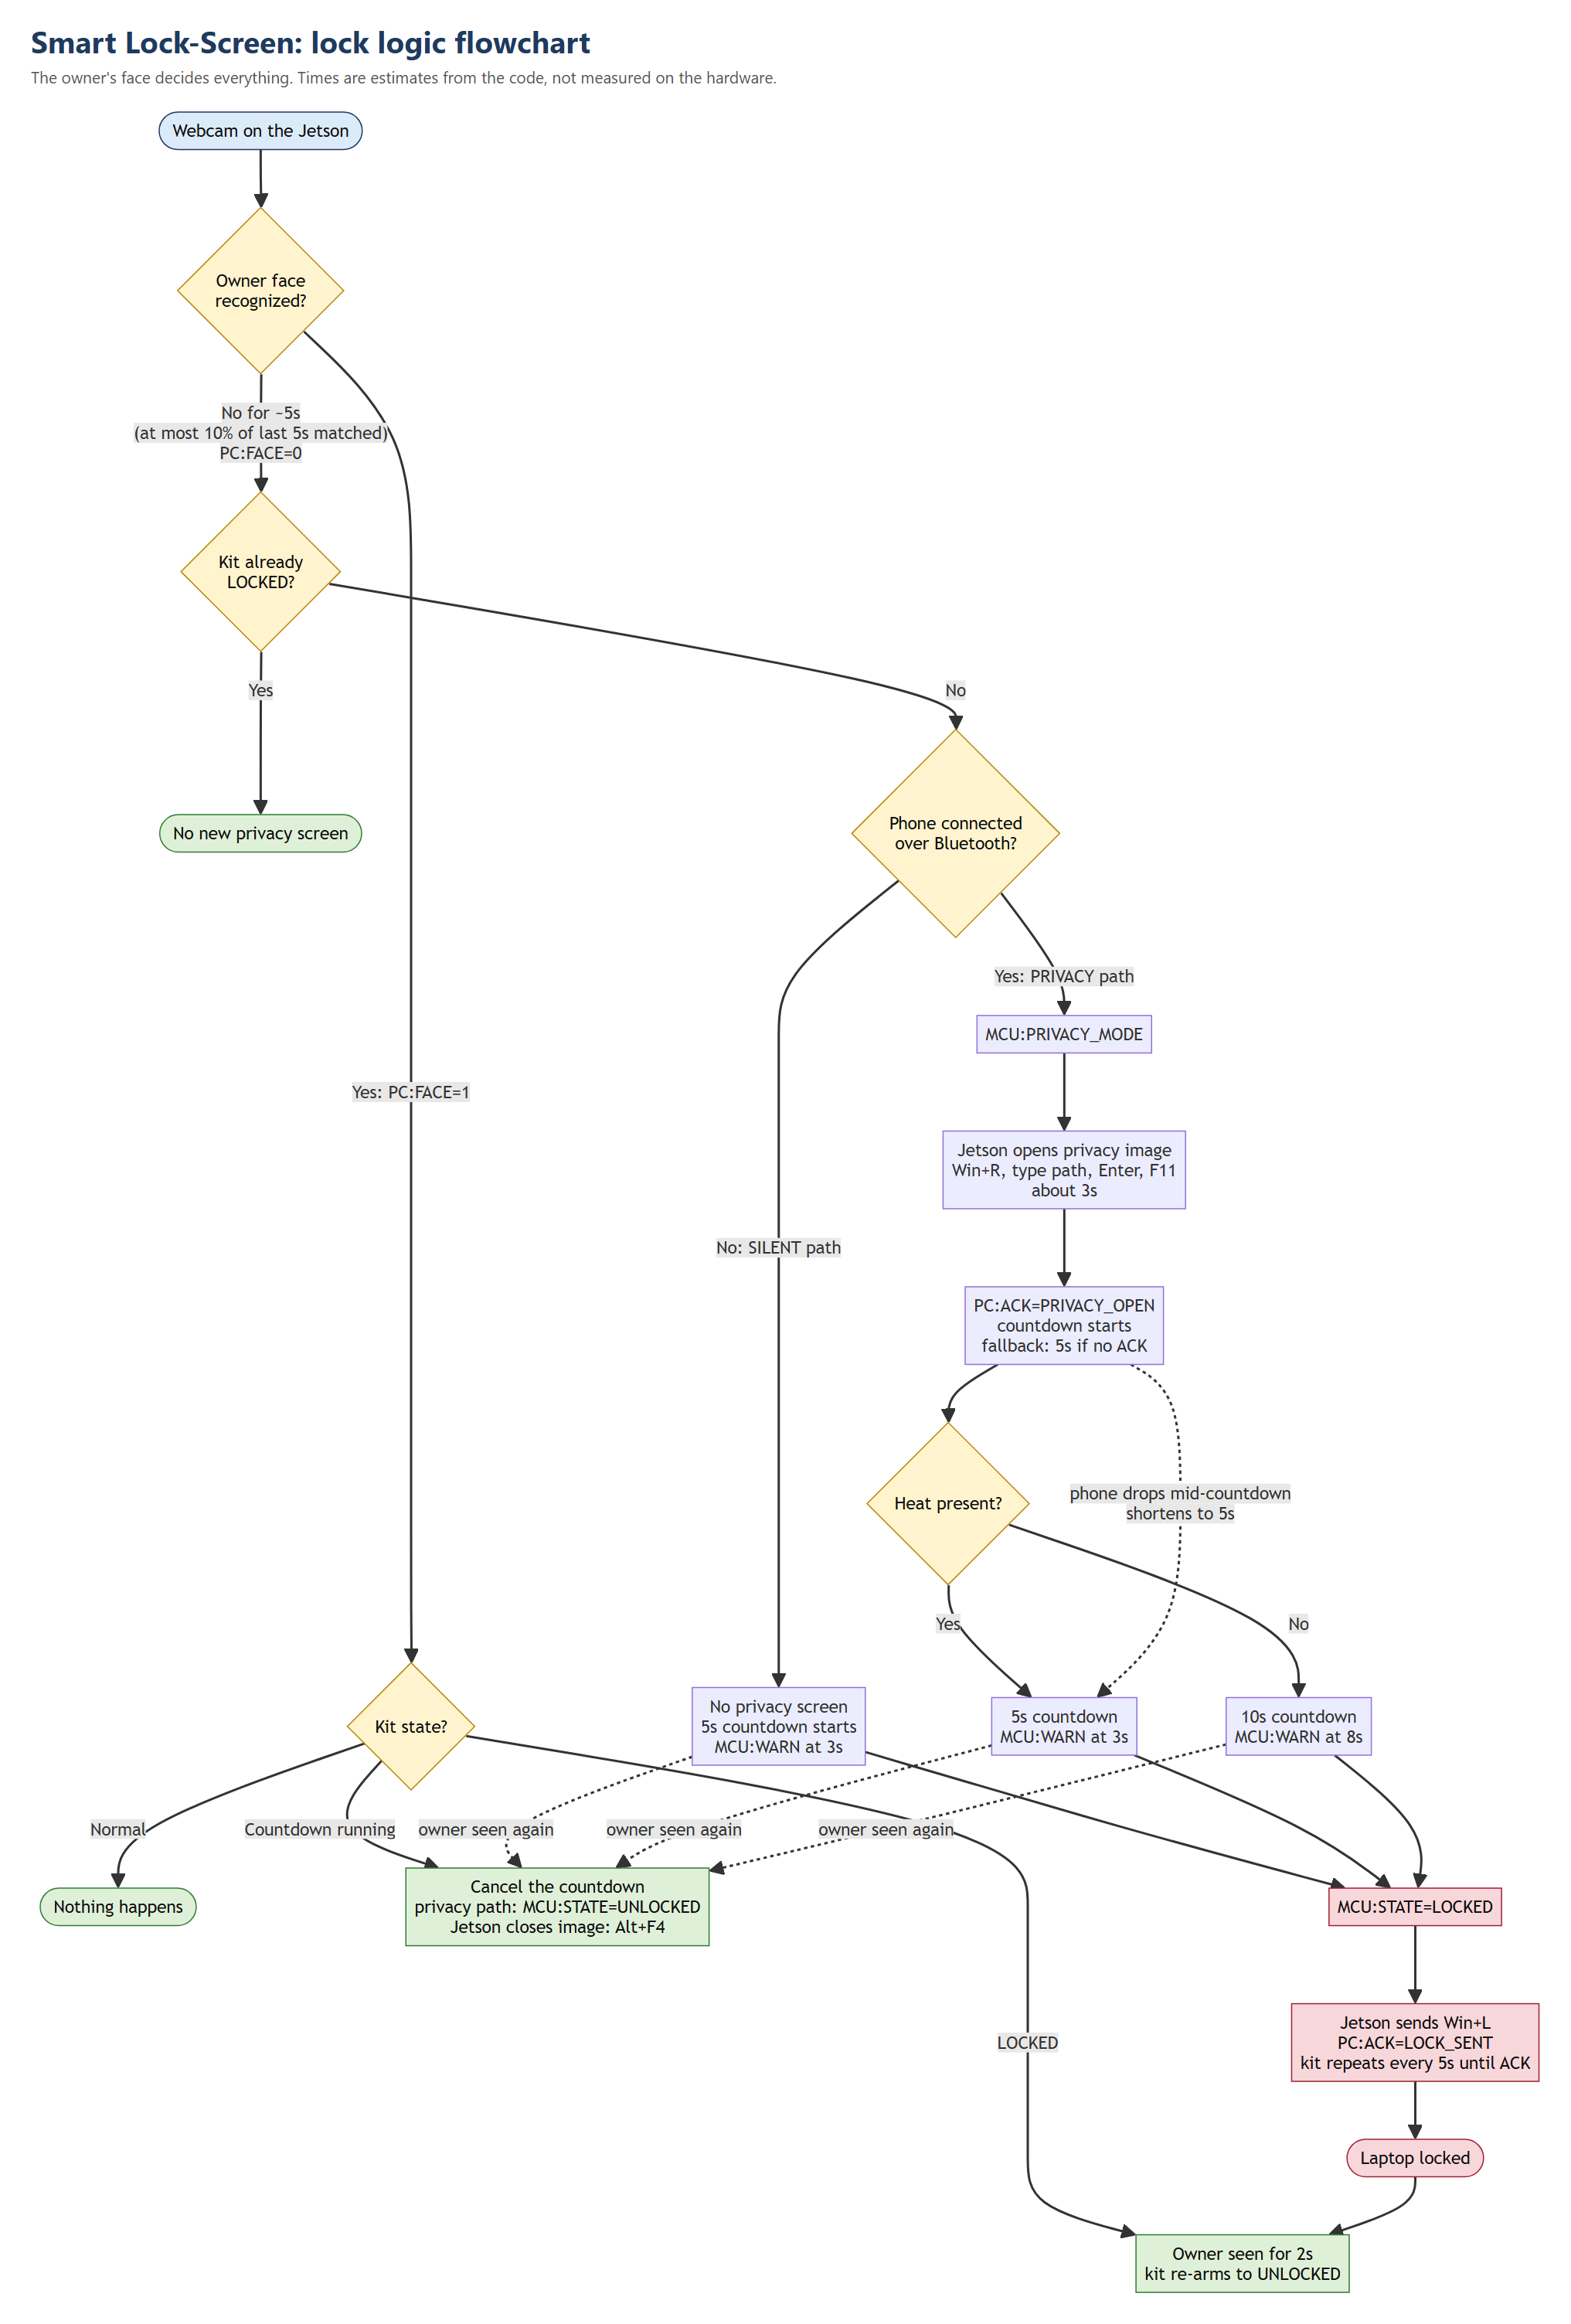 Smart Lock-Screen: lock logic flowchart
The owner's face decides everything. Times are estimates from the code, not measured on the hardware.
Webcam on the Jetson
Owner face
recognized?
No for ~5s
(at most 10% of last 5s matched)
PC:FACE=0
Kit already
LOCKED?
Yes
No
No new privacy screen
Phone connected
over Bluetooth?
Yes: PRIVACY path
MCU:PRIVACY_MODE
Yes: PC:FACE=1
Jetson opens privacy image
Win+R, type path, Enter, F11
about 3s
No: SILENT path
PC:ACK=PRIVACY_OPEN
countdown starts
fallback: 5s if no ACK
Heat present?
phone drops mid-countdown
shortens to 5s
Yes
No
Kit state?
No privacy screen
5s countdown starts
MCU:WARN at 3s
5s countdown
MCU:WARN at 3s
10s countdown
MCU:WARN at 8s
Normal
Countdown running
owner seen again
owner seen again
owner seen again
Nothing happens
Cancel the countdown
privacy path: MCU:STATE=UNLOCKED
Jetson closes image: Alt+F4
MCU:STATE=LOCKED
LOCKED
Jetson sends Win+L
PC:ACK=LOCK_SENT
kit repeats every 5s until ACK
Laptop locked
Owner seen for 2s
kit re-arms to UNLOCKED